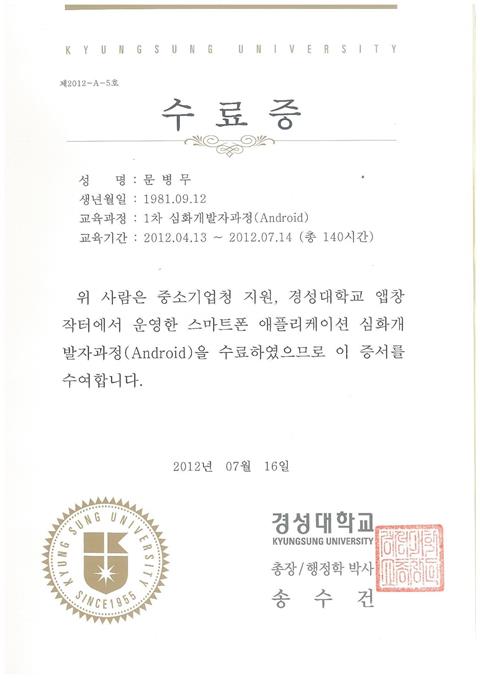 KYUNGSUNG UNIVERSITY
제2012-A-5호
수료증
성 명 : 문 병 무
생년월일 : 1981.09.12
교육과정 : 1차 심화개발자과정(Android)
교육기간 : 2012.04.13 ~ 2012.07.14 (총 140시간)
위 사람은 중소기업청 지원, 경성대학교 앱창
작터에서 운영한 스마트폰 애플리케이션 심화개
발자과정(Android)을 수료하였으므로 이 증서를
수여합니다.
2012년 07월 16일
KYUNG SUNG UNIVERSITY
SINCE1955
경성대학교
KYUNGSUNG UNIVERSITY
총장/행정학 박사
송 수 건